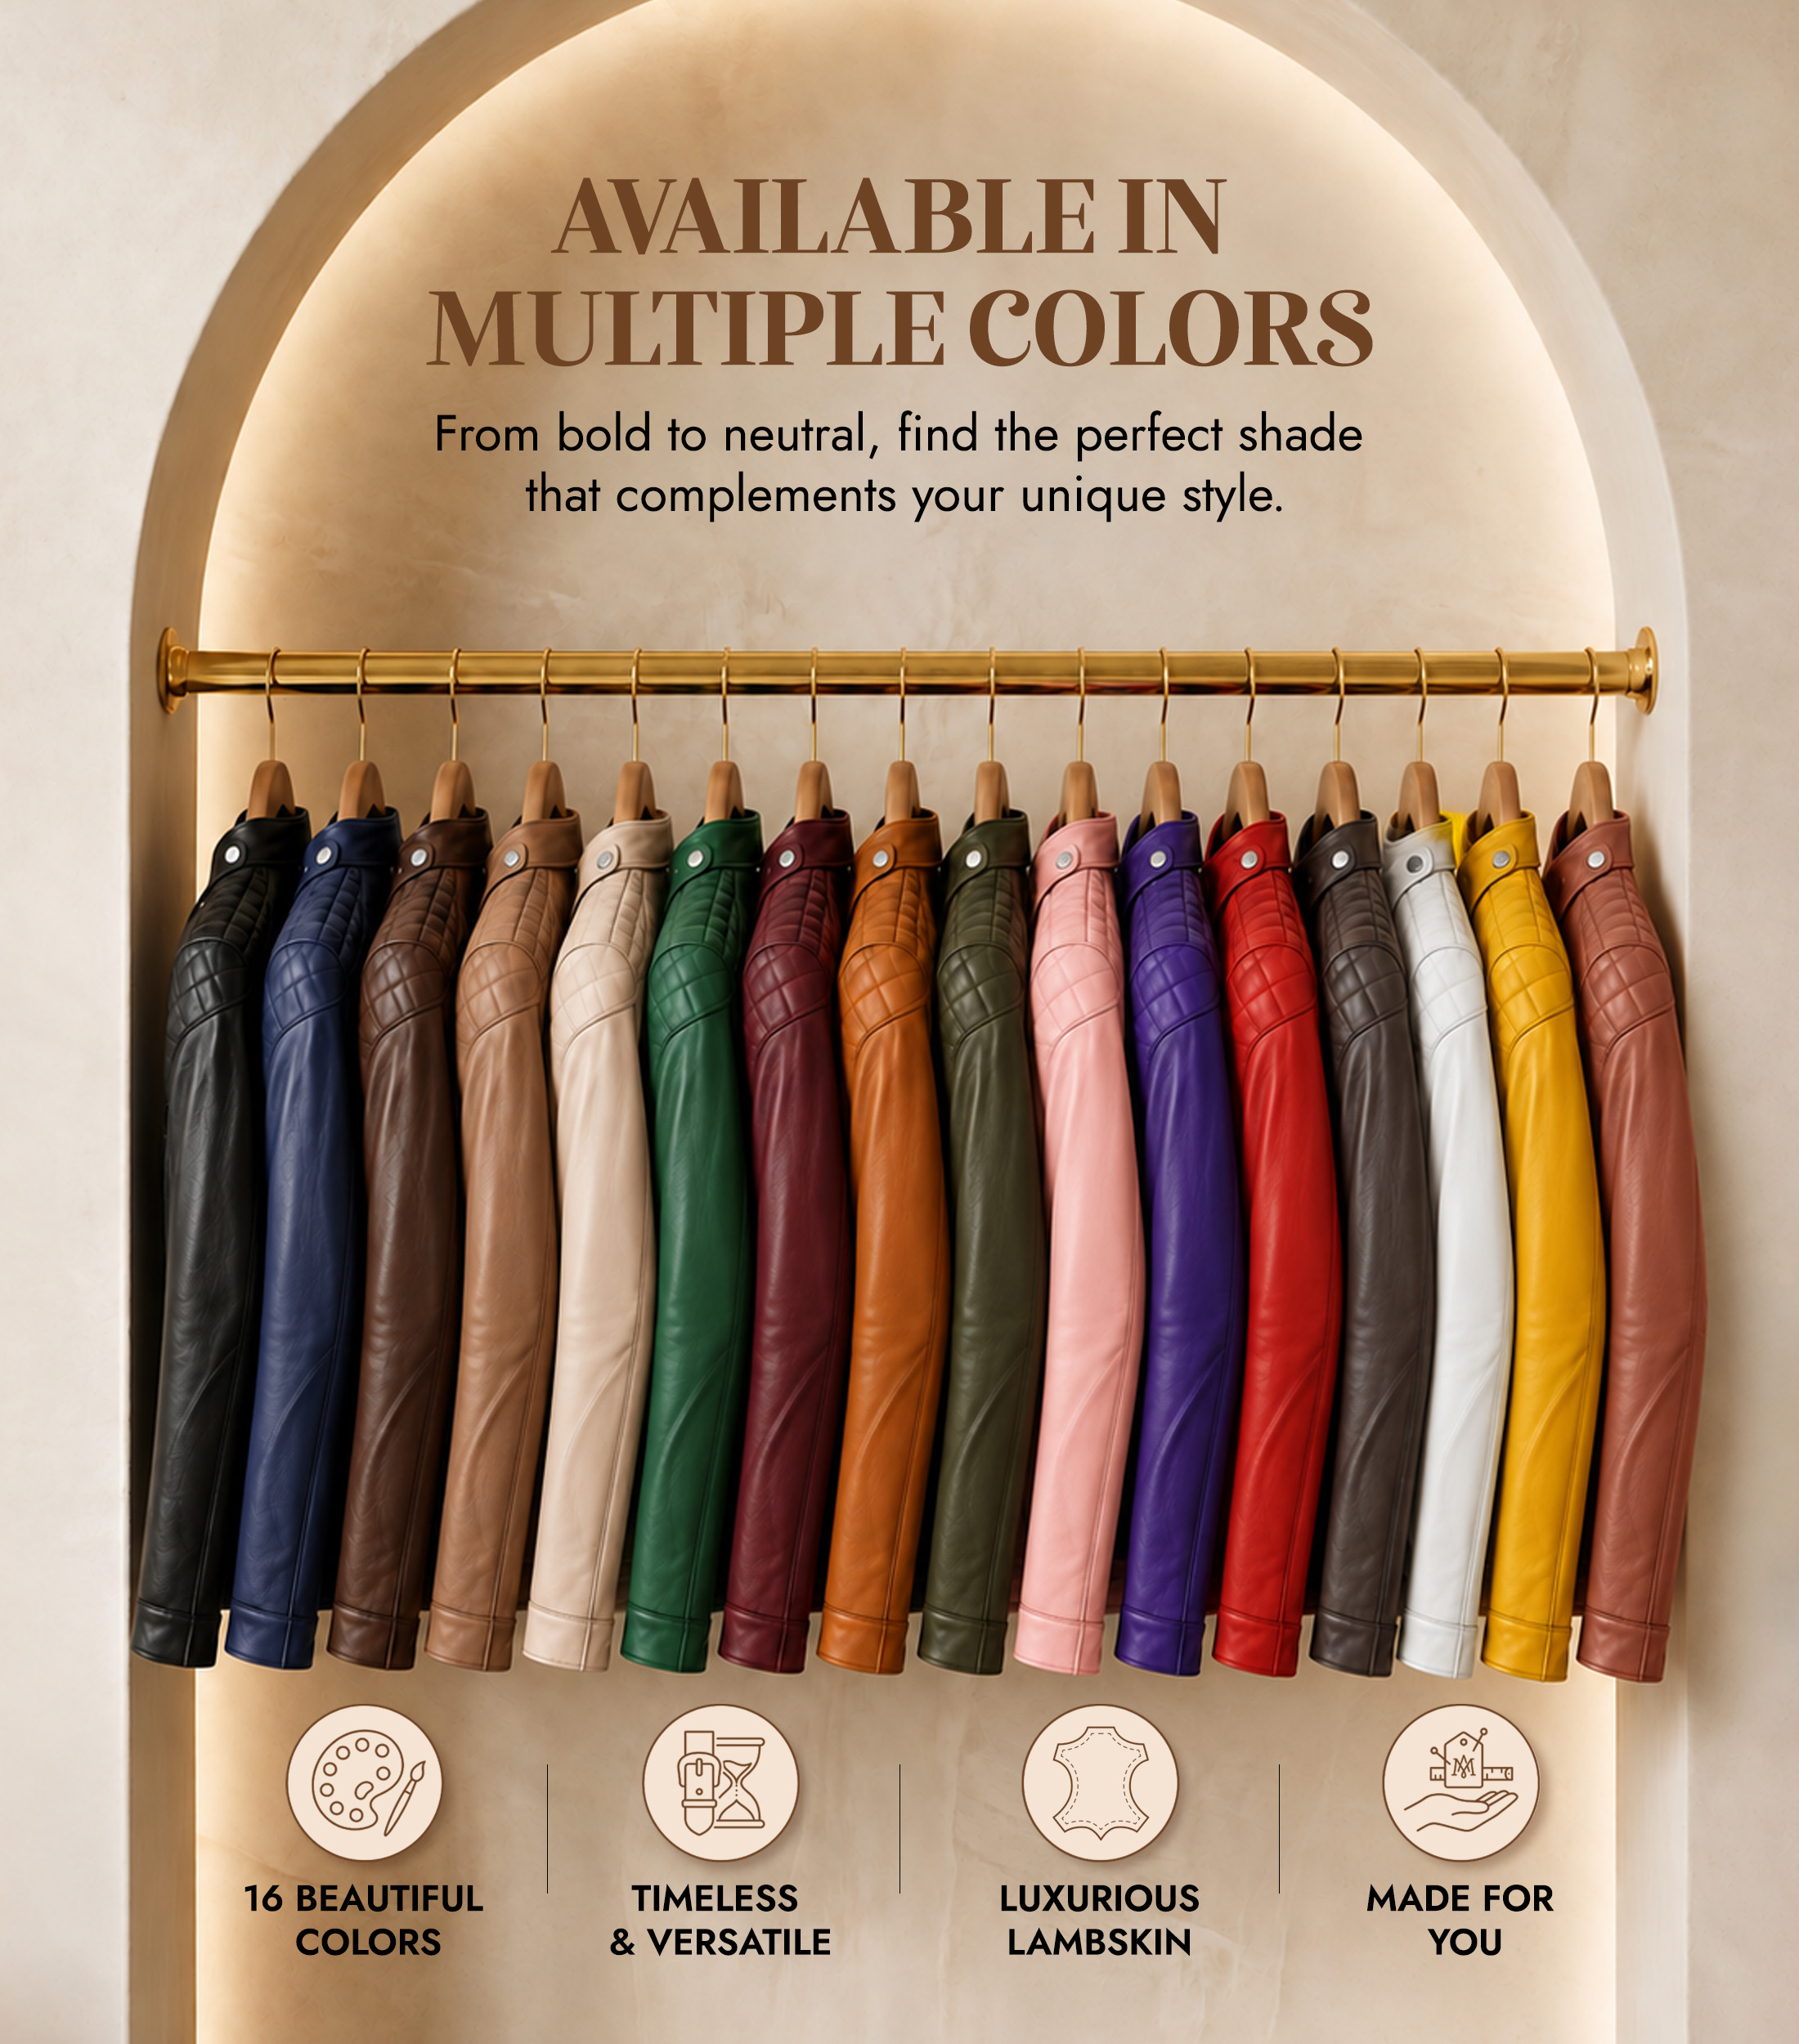 AVAILABLE IN
MULTIPLE COLORS
From bold to neutral, find the perfect shade
that complements your unique style.
16 BEAUTIFUL
COLORS
TIMELESS
& VERSATILE
LUXURIOUS
LAMBSKIN
MADE FOR
YOU